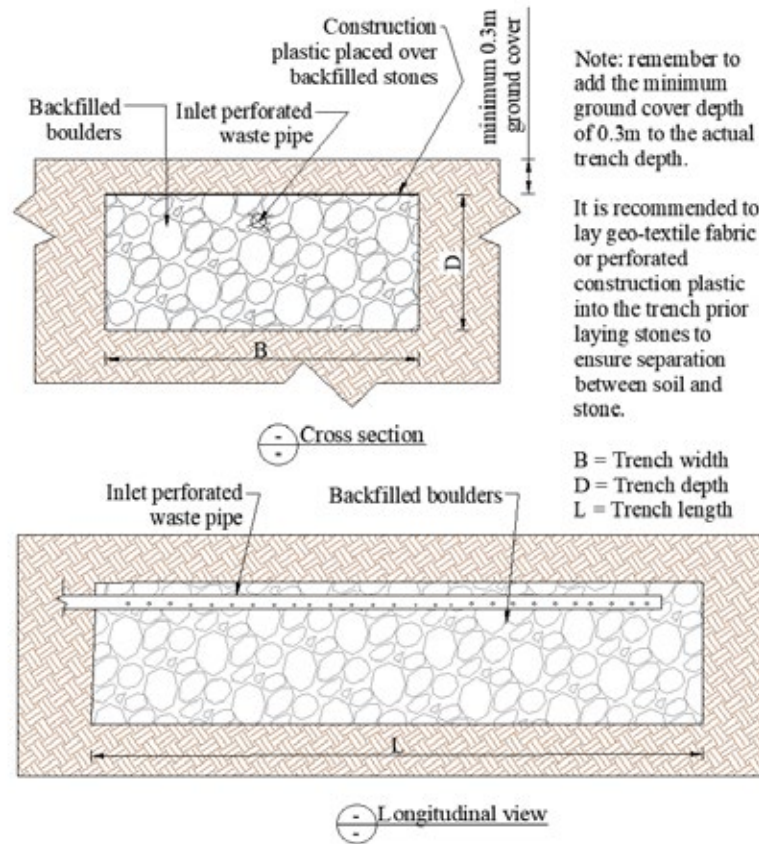 Construction
plastic placed over
backfilled stones
minimum 0.3m
ground cover
Backfilled
boulders
Inlet perforated
waste pipe
D
B
- -
Cross section
Note: remember to
add the minimum
ground cover depth
of 0.3m to the actual
trench depth.
It is recommended to
lay geo-textile fabric
or perforated
construction plastic
into the trench prior
laying stones to
ensure separation
between soil and
stone.
B = Trench width
D = Trench depth
L = Trench length
Inlet perforated
waste pipe
Backfilled boulders
L
- -
Longitudinal view